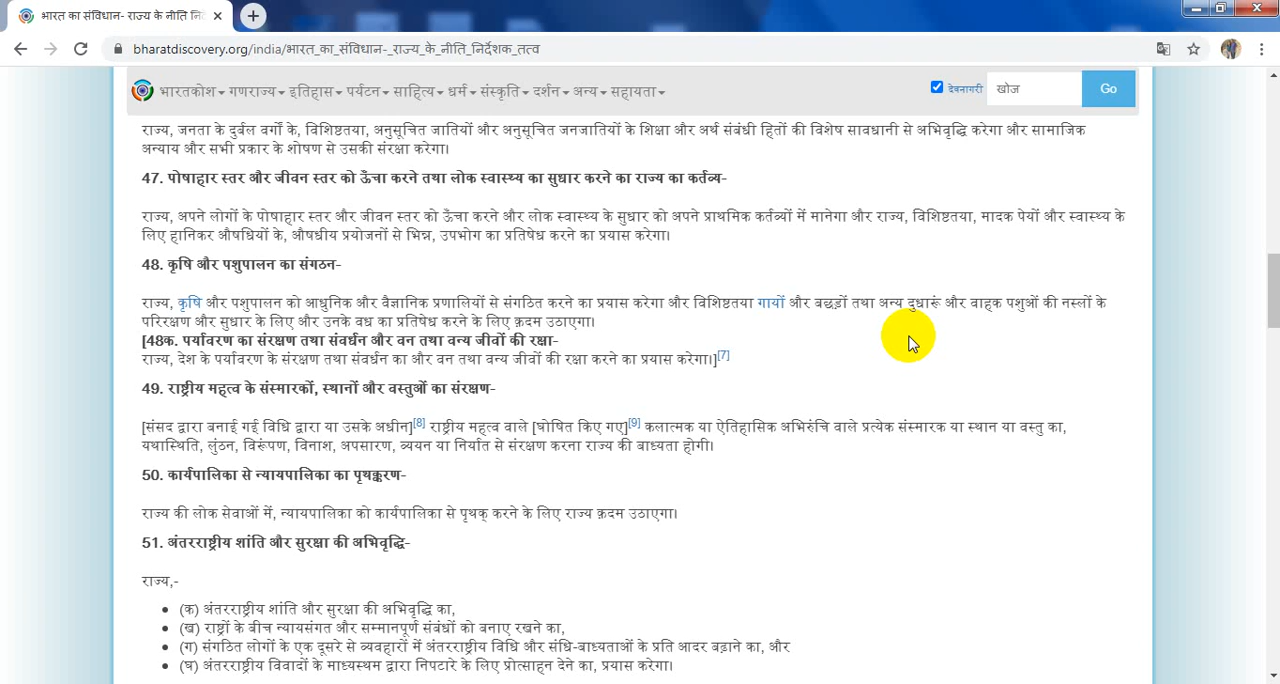 भारत का संविधान- राज्य के नीति नि
bharatdiscovery.org/india/भारत_का_संविधान-_राज्य_के_नीति_निर्देशक_तत्व
भारतकोश गणराज्य इतिहास पर्यटन साहित्य धर्म संस्कृति दर्शन अन्य सहायता देवनागरी खोज Go
राज्य, जनता के दुर्बल वर्गों के, विशिष्टतया, अनुसूचित जातियों और अनुसूचित जनजातियों के शिक्षा और अर्थ संबंधी हितों की विशेष सावधानी से अभिवृद्धि करेगा और सामाजिक
अन्याय और सभी प्रकार के शोषण से उसकी संरक्षा करेगा।
47. पोषाहार स्तर और जीवन स्तर को ऊँचा करने तथा लोक स्वास्थ्य का सुधार करने का राज्य का कर्तव्य-
राज्य, अपने लोगों के पोषाहार स्तर और जीवन स्तर को ऊँचा करने और लोक स्वास्थ्य के सुधार को अपने प्राथमिक कर्तव्यों में मानेगा और राज्य, विशिष्टतया, मादक पेयों और स्वास्थ्य के
लिए हानिकर औषधियों के, औषधीय प्रयोजनों से भिन्न, उपभोग का प्रतिषेध करने का प्रयास करेगा।
48. कृषि और पशुपालन का संगठन-
राज्य, कृषि और पशुपालन को आधुनिक और वैज्ञानिक प्रणालियों से संगठित करने का प्रयास करेगा और विशिष्टतया गायों और बछड़ों तथा अन्य दुधारूं और वाहक पशुओं की नस्लों के
परिरक्षण और सुधार के लिए और उनके वध का प्रतिषेध करने के लिए क़दम उठाएगा।
[48क. पर्यावरण का संरक्षण तथा संवर्धन और वन तथा वन्य जीवों की रक्षा-
राज्य, देश के पर्यावरण के संरक्षण तथा संवर्धन का और वन तथा वन्य जीवों की रक्षा करने का प्रयास करेगा।][7]
49. राष्ट्रीय महत्व के संस्मारकों, स्थानों और वस्तुओं का संरक्षण-
[संसद द्वारा बनाई गई विधि द्वारा या उसके अधीन][8] राष्ट्रीय महत्व वाले [घोषित किए गए][9] कलात्मक या ऐतिहासिक अभिरुंचि वाले प्रत्येक संस्मारक या स्थान या वस्तु का,
यथास्थिति, लुंठन, विरूंपण, विनाश, अपसारण, व्ययन या निर्यात से संरक्षण करना राज्य की बाध्यता होगी।
50. कार्यपालिका से न्यायपालिका का पृथक्करण-
राज्य की लोक सेवाओं में, न्यायपालिका को कार्यपालिका से पृथक् करने के लिए राज्य क़दम उठाएगा।
51. अंतरराष्ट्रीय शांति और सुरक्षा की अभिवृद्धि-
राज्य,-
(क) अंतरराष्ट्रीय शांति और सुरक्षा की अभिवृद्धि का,
(ख) राष्ट्रों के बीच न्यायसंगत और सम्मानपूर्ण संबंधों को बनाए रखने का,
(ग) संगठित लोगों के एक दूसरे से व्यवहारों में अंतरराष्ट्रीय विधि और संधि-बाध्यताओं के प्रति आदर बढ़ाने का, और
(घ) अंतरराष्ट्रीय विवादों के माध्यस्थम द्वारा निपटारे के लिए प्रोत्साहन देने का, प्रयास करेगा।